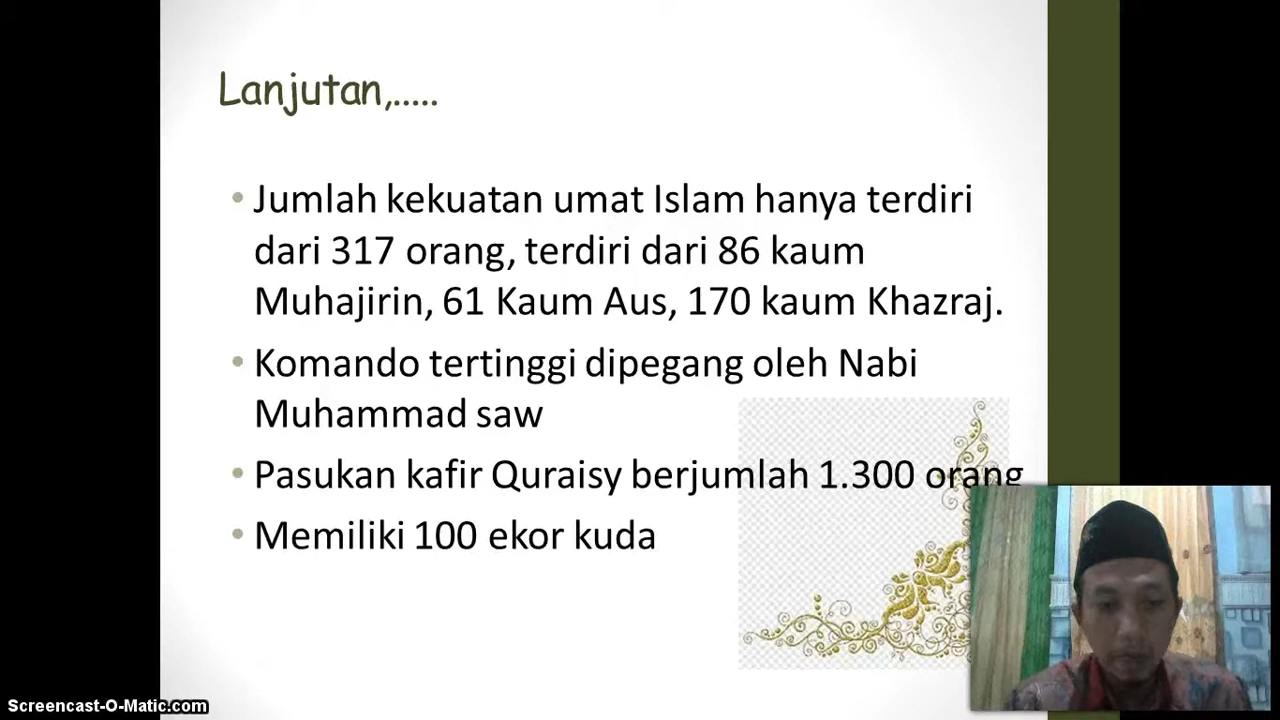 Lanjutan,.....
• Jumlah kekuatan umat Islam hanya terdiri
dari 317 orang, terdiri dari 86 kaum
Muhajirin, 61 Kaum Aus, 170 kaum Khazraj.
• Komando tertinggi dipegang oleh Nabi
Muhammad saw
• Pasukan kafir Quraisy berjumlah 1.300 orang
• Memiliki 100 ekor kuda
Screencast-O-Matic.com